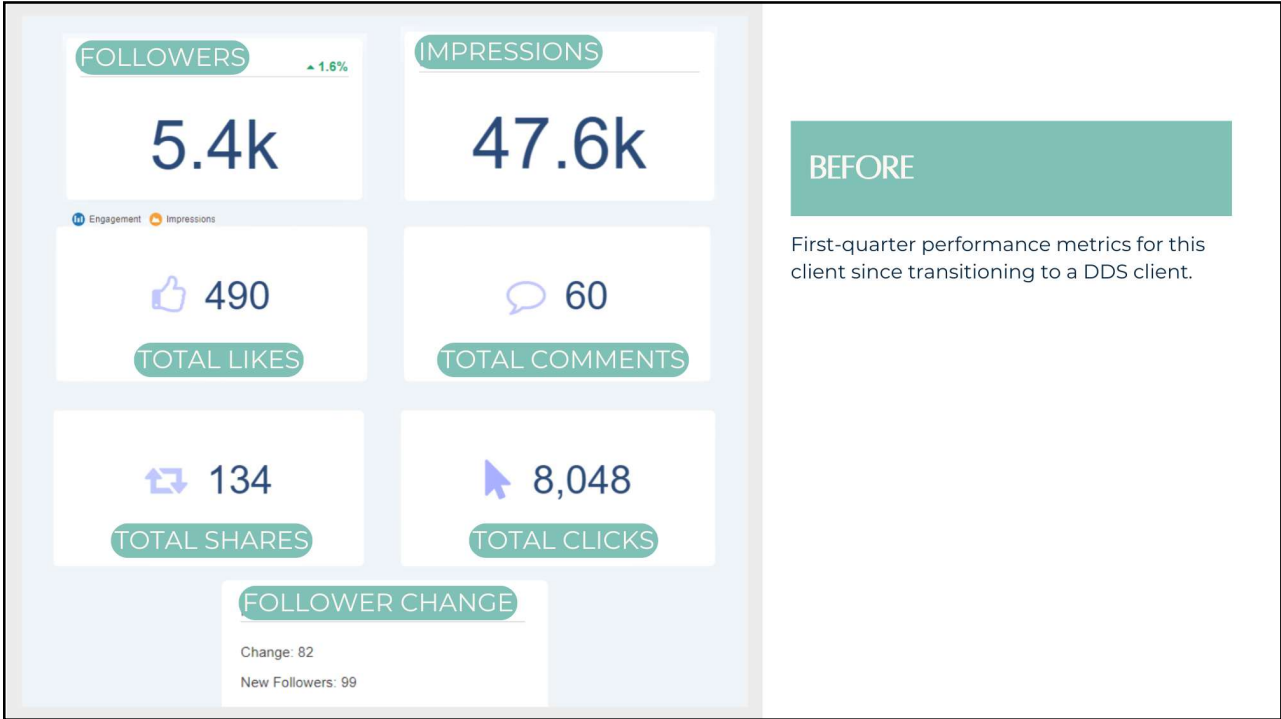 FOLLOWERS
▲ 1.6%
5.4k
IMPRESSIONS
47.6k
Engagement Impressions
490
TOTAL LIKES
60
TOTAL COMMENTS
134
TOTAL SHARES
8,048
TOTAL CLICKS
FOLLOWER CHANGE
Change: 82
New Followers: 99
BEFORE
First-quarter performance metrics for this
client since transitioning to a DDS client.